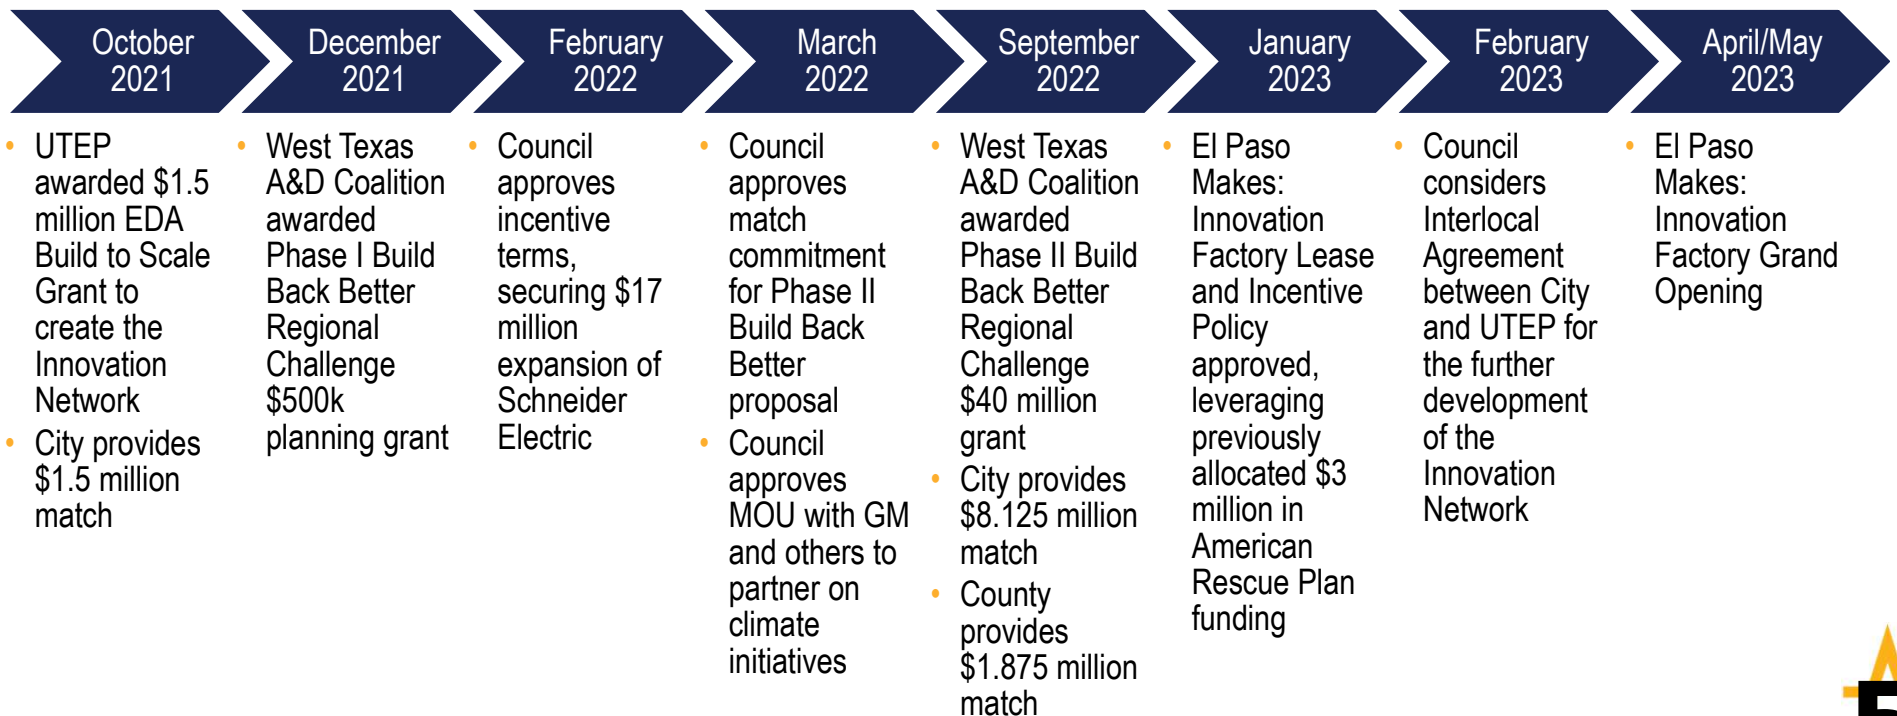 October
2021
December
2021
February
2022
March
2022
September
2022
January
2023
February
2023
April/May
2023
• UTEP
awarded $1.5
million EDA
Build to Scale
Grant to
create the
Innovation
Network
• City provides
$1.5 million
match
• West Texas
A&D Coalition
awarded
Phase I Build
Back Better
Regional
Challenge
$500k
planning grant
• Council
approves
incentive
terms,
securing $17
million
expansion of
Schneider
Electric
• Council
approves
match
commitment
for Phase II
Build Back
Better
proposal
• Council
approves
MOU with GM
and others to
partner on
climate
initiatives
• West Texas
A&D Coalition
awarded
Phase II Build
Back Better
Regional
Challenge
$40 million
grant
• City provides
$8.125 million
match
• County
provides
$1.875 million
match
• El Paso
Makes:
Innovation
Factory Lease
and Incentive
Policy
approved,
leveraging
previously
allocated $3
million in
American
Rescue Plan
funding
• Council
considers
Interlocal
Agreement
between City
and UTEP for
the further
development
of the
Innovation
Network
• El Paso
Makes:
Innovation
Factory Grand
Opening